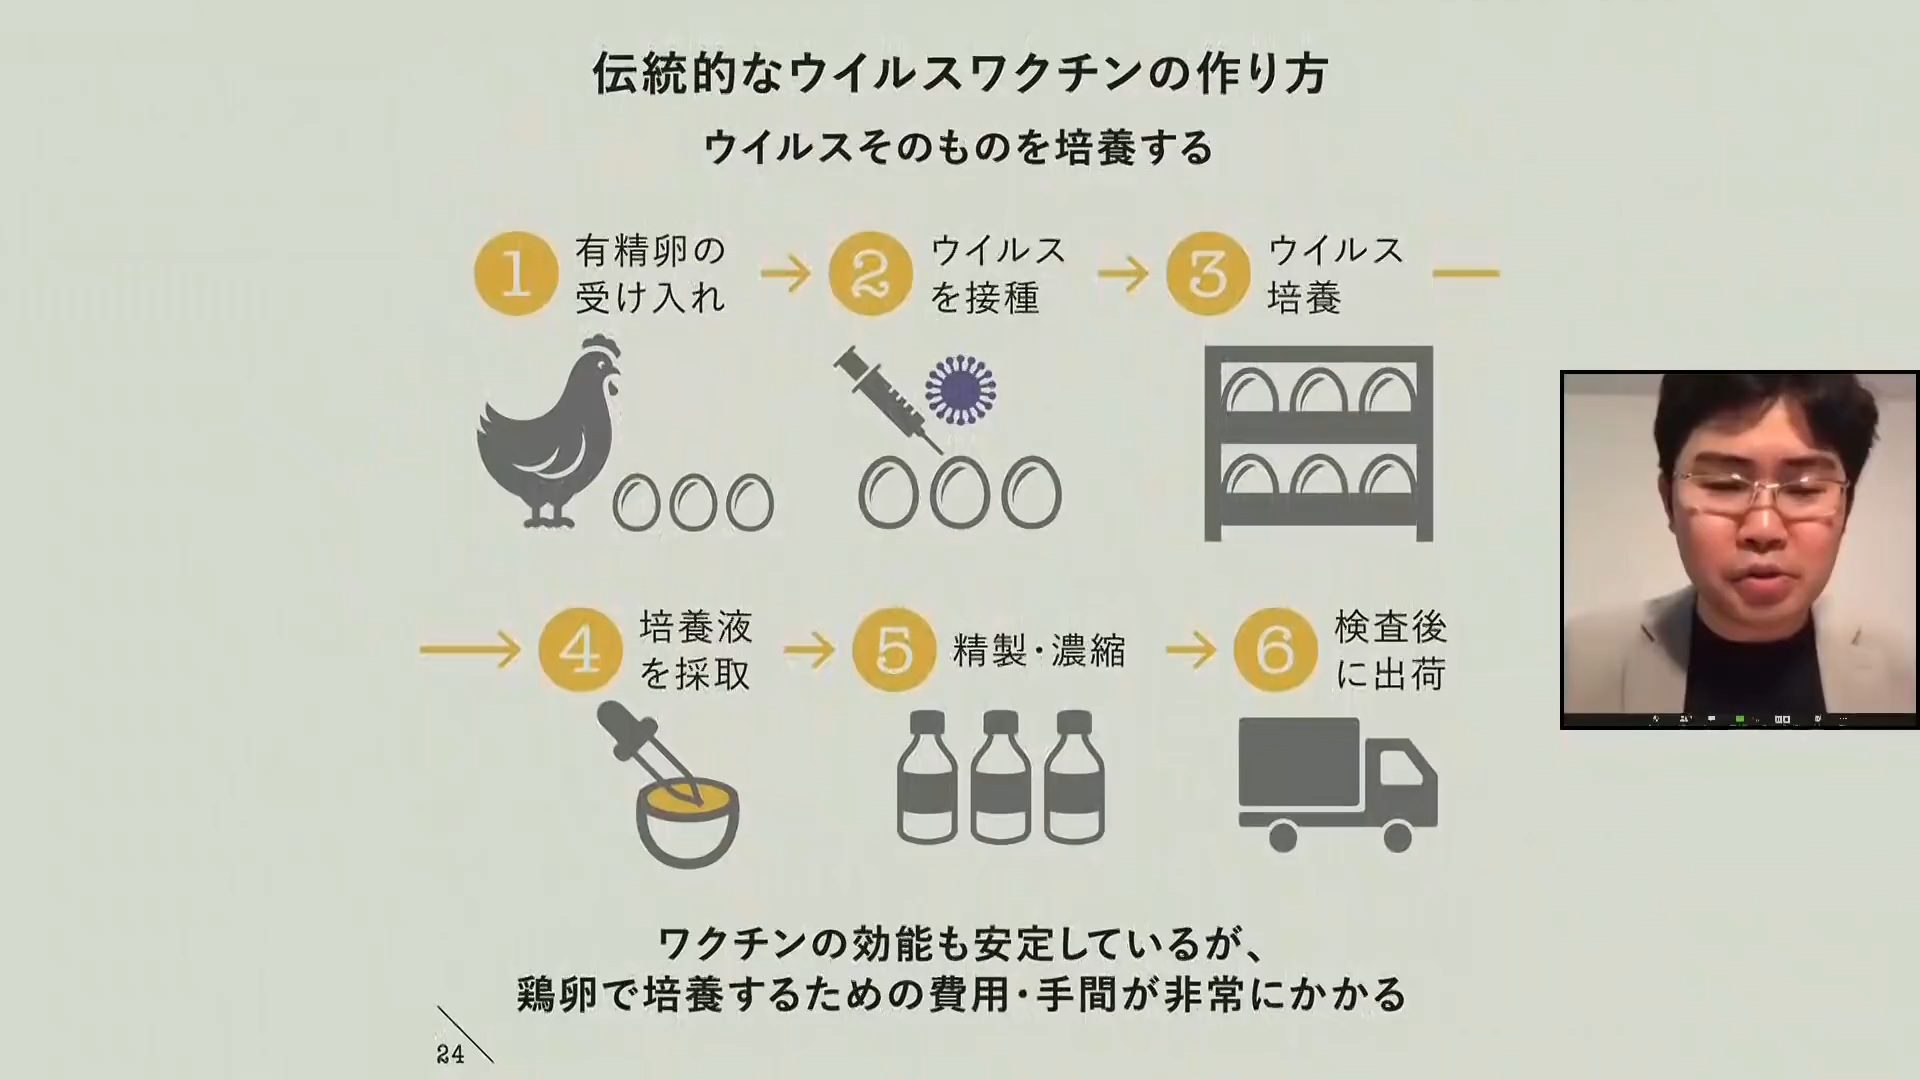 伝統的なウイルスワクチンの作り方
ウイルスそのものを培養する
1 有精卵の
受け入れ
2 ウイルス
を接種
3 ウイルス
培養
4 培養液
を採取
5 精製・濃縮
6 検査後
に出荷
ワクチンの効能も安定しているが、
鶏卵で培養するための費用・手間が非常にかかる
24